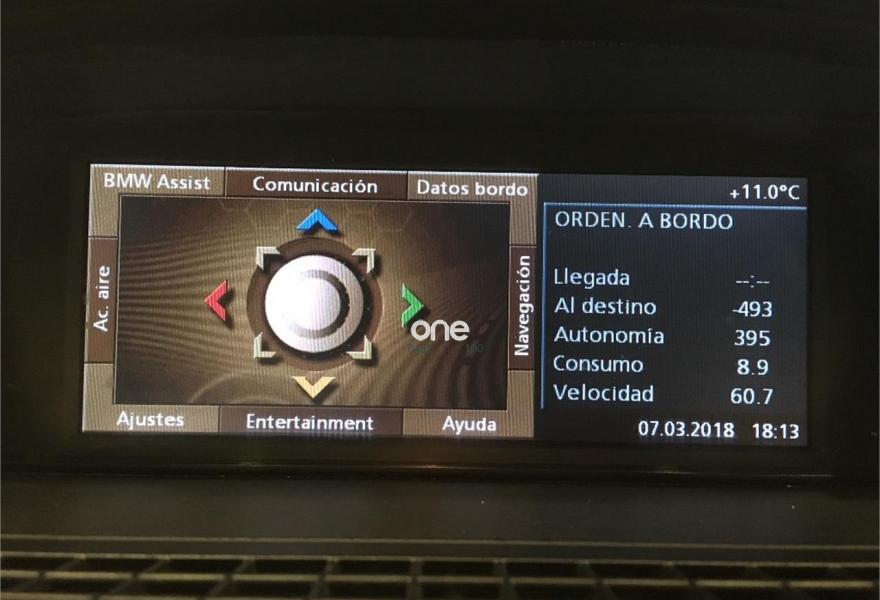 BMW Assist
Comunicación
Datos bordo
Ac. aire
Navegación
Ajustes
Entertainment
Ayuda
+11.0°C
ORDEN. A BORDO
Llegada --:--
Al destino -493
Autonomía 395
Consumo 8.9
Velocidad 60.7
07.03.2018 18:13
one